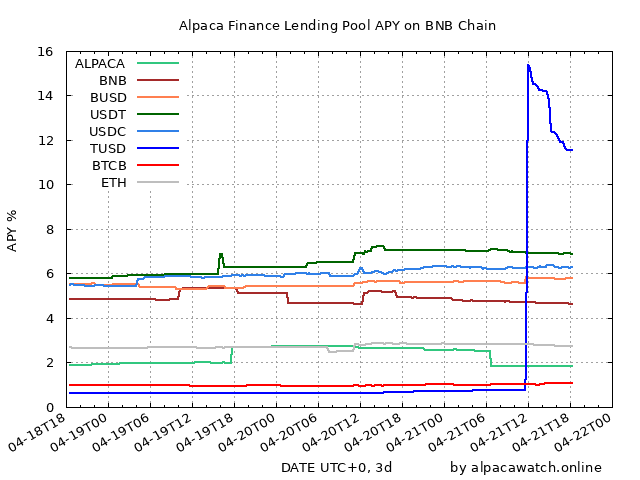 Alpaca Finance Lending Pool APY on BNB Chain
16
14
12
10
8
6
4
2
0
APY %
ALPACA
BNB
BUSD
USDT
USDC
TUSD
BTCB
ETH
04-18T18
04-19T00
04-19T06
04-19T12
04-19T18
04-20T00
04-20T06
04-20T12
04-20T18
04-21T00
04-21T06
04-21T12
04-21T18
04-22T00
DATE UTC+0, 3d
by alpacawatch.online